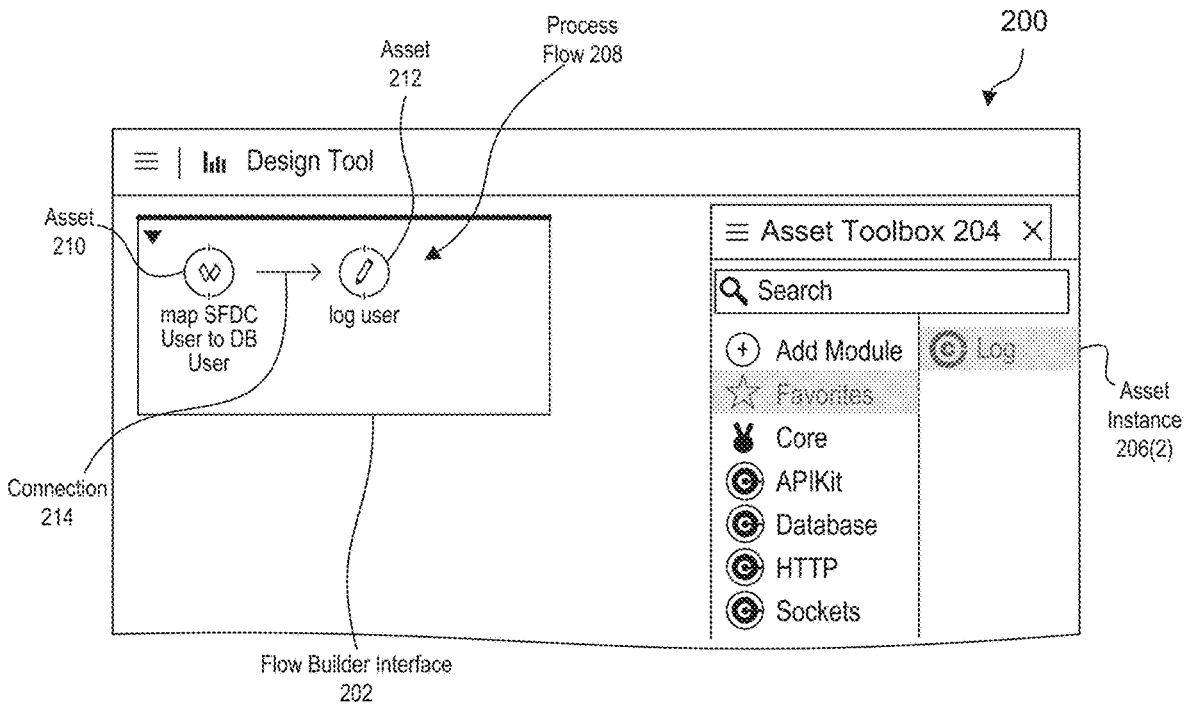 200
Process
Flow 208
Asset
212
Design Tool
Asset
210
map SFDC
User to DB
User
log user
Asset Toolbox 204
Search
Add Module
Log
Favorites
Core
APIKit
Database
HTTP
Sockets
Asset
Instance
206(2)
Connection
214
Flow Builder Interface
202